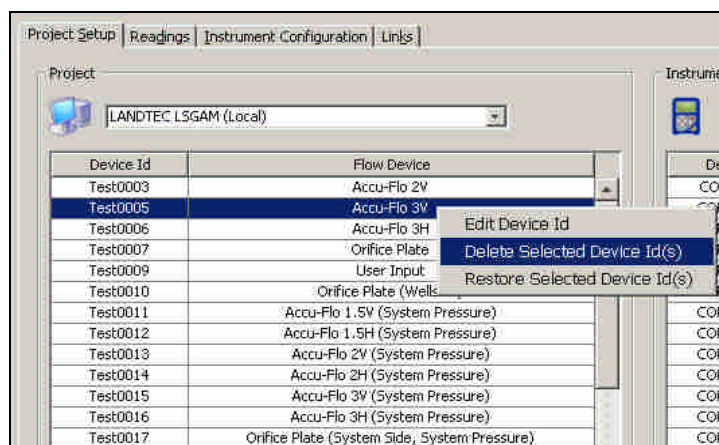 Project Setup Readings Instrument Configuration Links
Project
LANDTEC LSGAM (Local)
Device Id Flow Device
Test0003 Accu-Flo 2V
Test0005 Accu-Flo 3V
Test0006 Accu-Flo 3H
Test0007 Orifice Plate
Test0009 User Input
Test0010 Orifice Plate
Test0011 Accu-Flo 1.5V (System Pressure)
Test0012 Accu-Flo 1.5H (System Pressure)
Test0013 Accu-Flo 2V (System Pressure)
Test0014 Accu-Flo 2H (System Pressure)
Test0015 Accu-Flo 3V (System Pressure)
Test0016 Accu-Flo 3H (System Pressure)
Test0017 Orifice Plate (System Side, System Pressure)
Edit Device Id
Delete Selected Device Id(s)
Restore Selected Device Id(s)